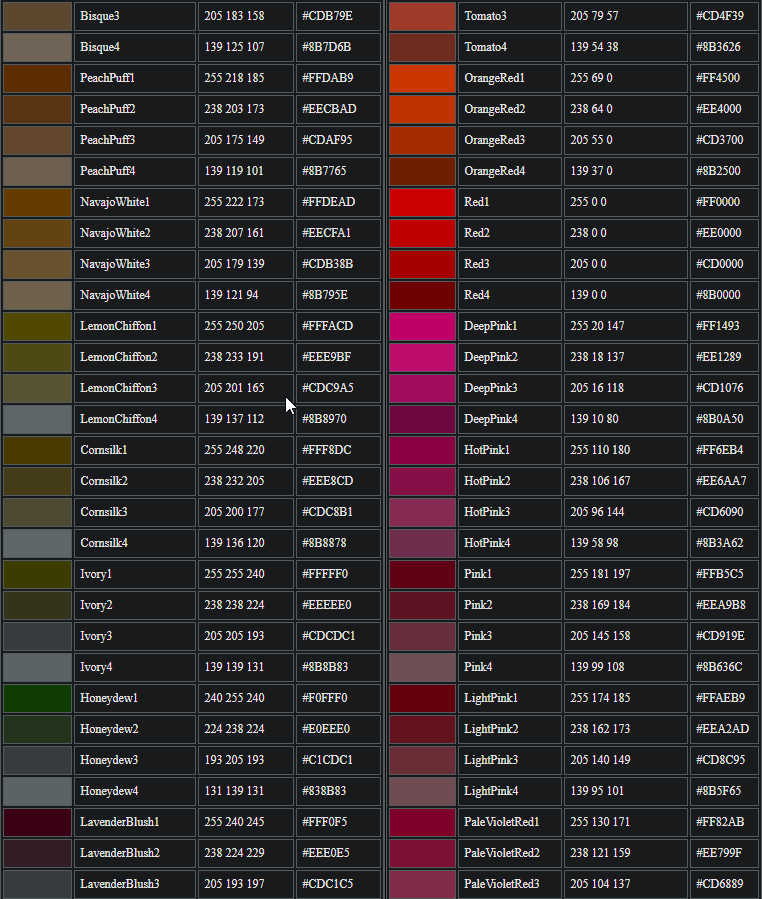 Bisque3 205 183 158 #CDB79E Tomato3 205 79 57 #CD4F39
Bisque4 139 125 107 #8B7D6B Tomato4 139 54 38 #8B3626
PeachPuff1 255 218 185 #FFDAB9 OrangeRed1 255 69 0 #FF4500
PeachPuff2 238 203 173 #EECBAD OrangeRed2 238 64 0 #EE4000
PeachPuff3 205 175 149 #CDAF95 OrangeRed3 205 55 0 #CD3700
PeachPuff4 139 119 101 #8B7765 OrangeRed4 139 37 0 #8B2500
NavajoWhite1 255 222 173 #FFDEAD Red1 255 0 0 #FF0000
NavajoWhite2 238 207 161 #EECFA1 Red2 238 0 0 #EE0000
NavajoWhite3 205 179 139 #CDB38B Red3 205 0 0 #CD0000
NavajoWhite4 139 121 94 #8B795E Red4 139 0 0 #8B0000
LemonChiffon1 255 250 205 #FFFACD DeepPink1 255 20 147 #FF1493
LemonChiffon2 238 233 191 #EEE9BF DeepPink2 238 18 137 #EE1289
LemonChiffon3 205 201 165 #CDC9A5 DeepPink3 205 16 118 #CD1076
LemonChiffon4 139 137 112 #8B8970 DeepPink4 139 10 80 #8B0A50
Cornsilk1 255 248 220 #FFF8DC HotPink1 255 110 180 #FF6EB4
Cornsilk2 238 232 205 #EEE8CD HotPink2 238 106 167 #EE6AA7
Cornsilk3 205 200 177 #CDC8B1 HotPink3 205 96 144 #CD6090
Cornsilk4 139 136 120 #8B8878 HotPink4 139 58 98 #8B3A62
Ivory1 255 255 240 #FFFFF0 Pink1 255 181 197 #FFB5C5
Ivory2 238 238 224 #EEEEE0 Pink2 238 169 184 #EEA9B8
Ivory3 205 205 193 #CDCDC1 Pink3 205 145 158 #CD919E
Ivory4 139 139 131 #8B8B83 Pink4 139 99 108 #8B636C
Honeydew1 240 255 240 #F0FFF0 LightPink1 255 174 185 #FFAEB9
Honeydew2 224 238 224 #E0EEE0 LightPink2 238 162 173 #EEA2AD
Honeydew3 193 205 193 #C1CDC1 LightPink3 205 140 149 #CD8C95
Honeydew4 131 139 131 #838B83 LightPink4 139 95 101 #8B5F65
LavenderBlush1 255 240 245 #FFF0F5 PaleVioletRed1 255 130 171 #FF82AB
LavenderBlush2 238 224 229 #EEE0E5 PaleVioletRed2 238 121 159 #EE799F
LavenderBlush3 205 193 197 #CDC1C5 PaleVioletRed3 205 104 137 #CD6889